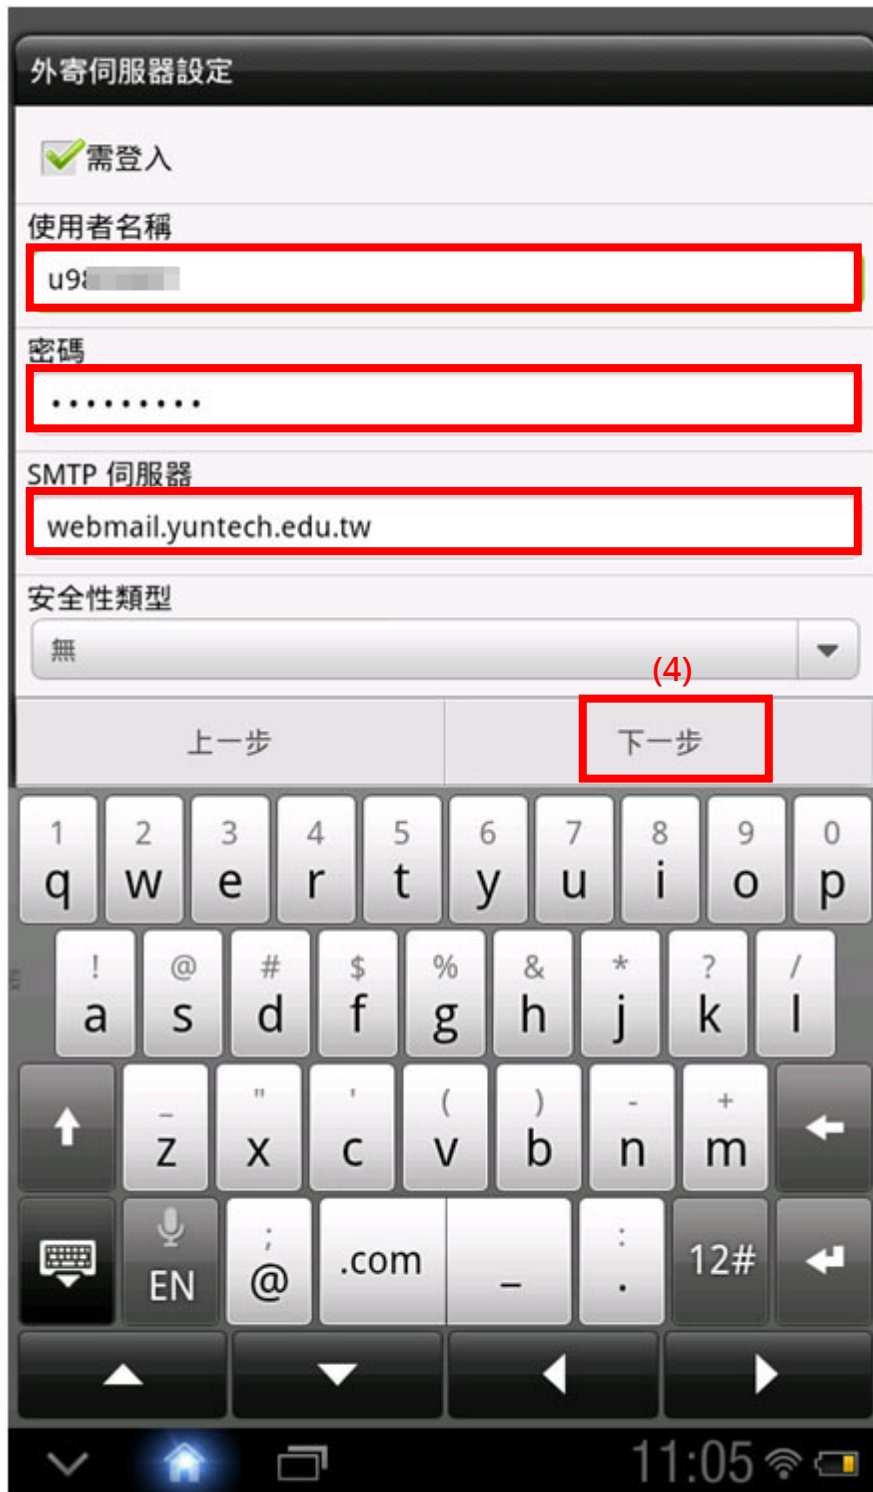 外寄伺服器設定
需登入
使用者名稱
u98
密碼
•••••••••
SMTP 伺服器
webmail.yuntech.edu.tw
安全性類型
無
(4)
上一步 下一步
1 2 3 4 5 6 7 8 9 0
q w e r t y u i o p
! @ # $ % & * ? /
a s d f g h j k l
_ " ' ( ) - +
z x c v b n m
; :
EN @ .com _ . 12#
11:05